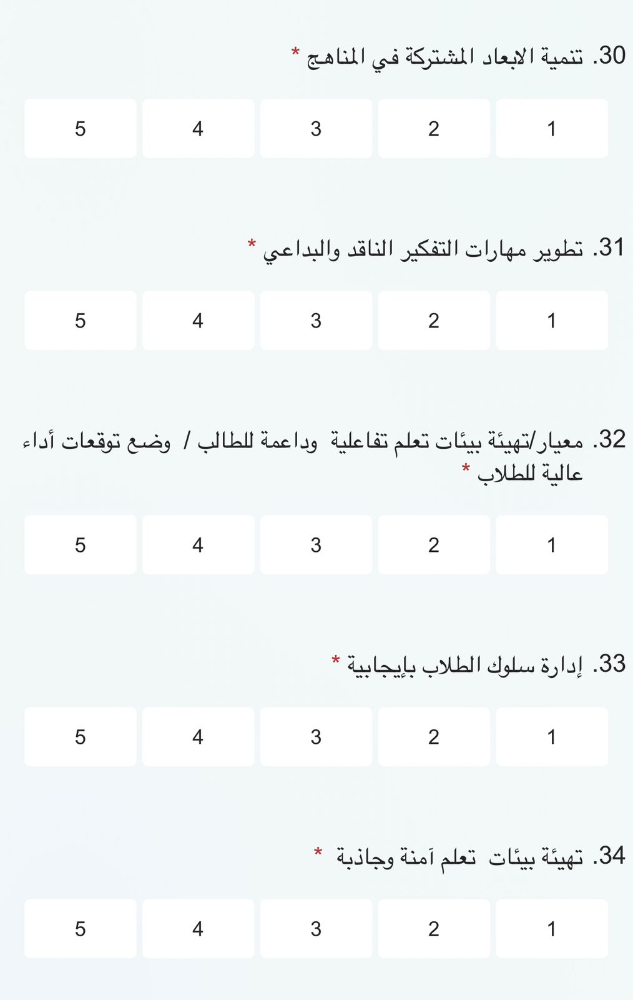 30. تنمية الابعاد المشتركة في المناهج *
1 2 3 4 5
31. تطوير مهارات التفكير الناقد والبداعي *
1 2 3 4 5
32. معيار/تهيئة بيئات تعلم تفاعلية وداعمة للطالب / وضع توقعات أداء
عالية للطلاب *
1 2 3 4 5
33. إدارة سلوك الطلاب بإيجابية *
1 2 3 4 5
34. تهيئة بيئات تعلم آمنة وجاذبة *
1 2 3 4 5